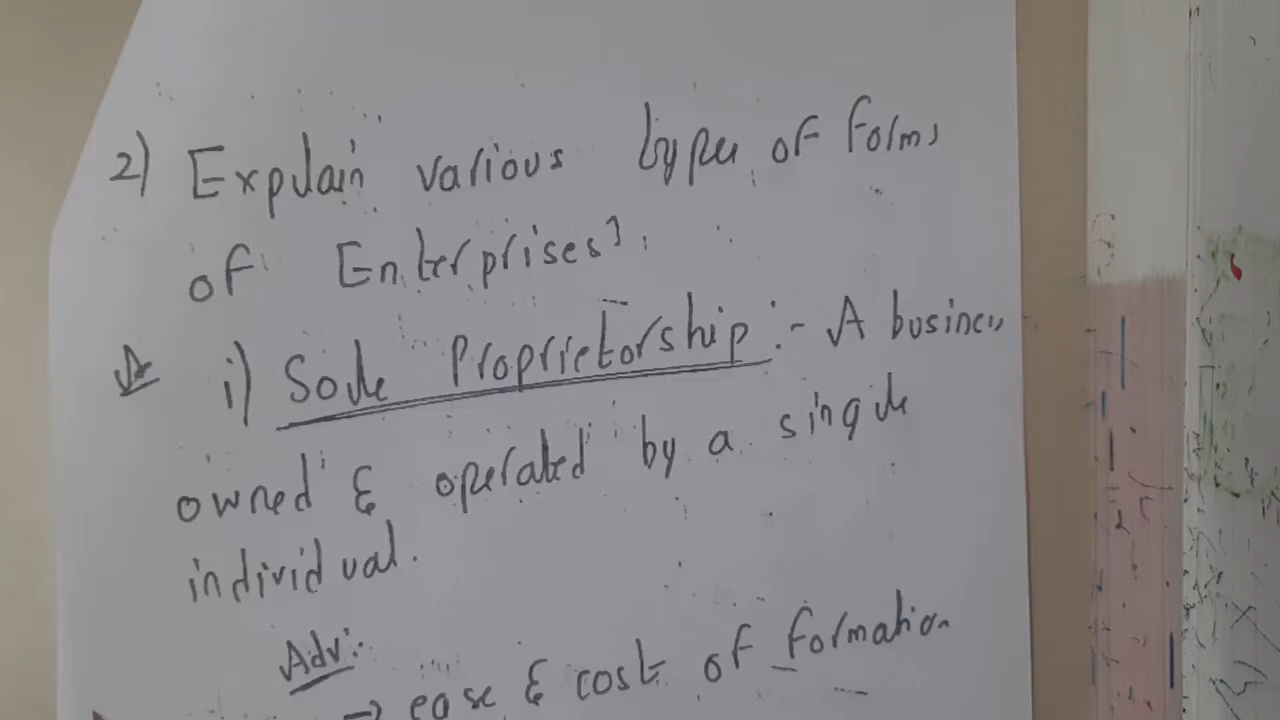 2) Explain various types of forms
of Enterprises?
A i) Sole Proprietorship :- A business
owned & operated by a single
individual.
Adv:-
→ ease & cost of formation